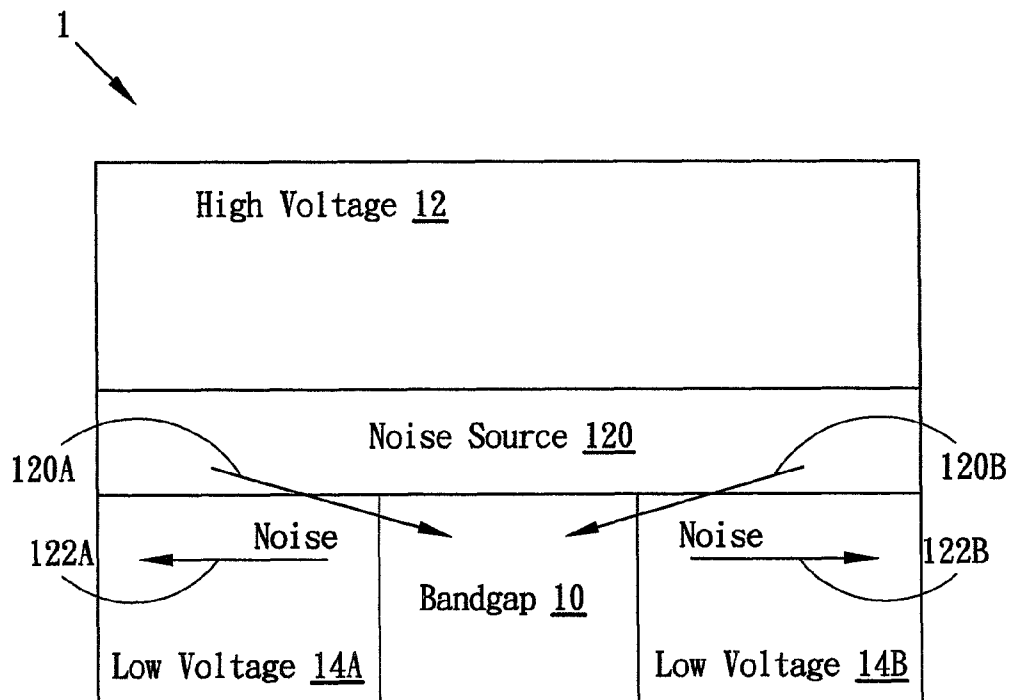 1
High Voltage 12
Noise Source 120
120A
120B
Noise
Noise
122A
122B
Bandgap 10
Low Voltage 14A
Low Voltage 14B